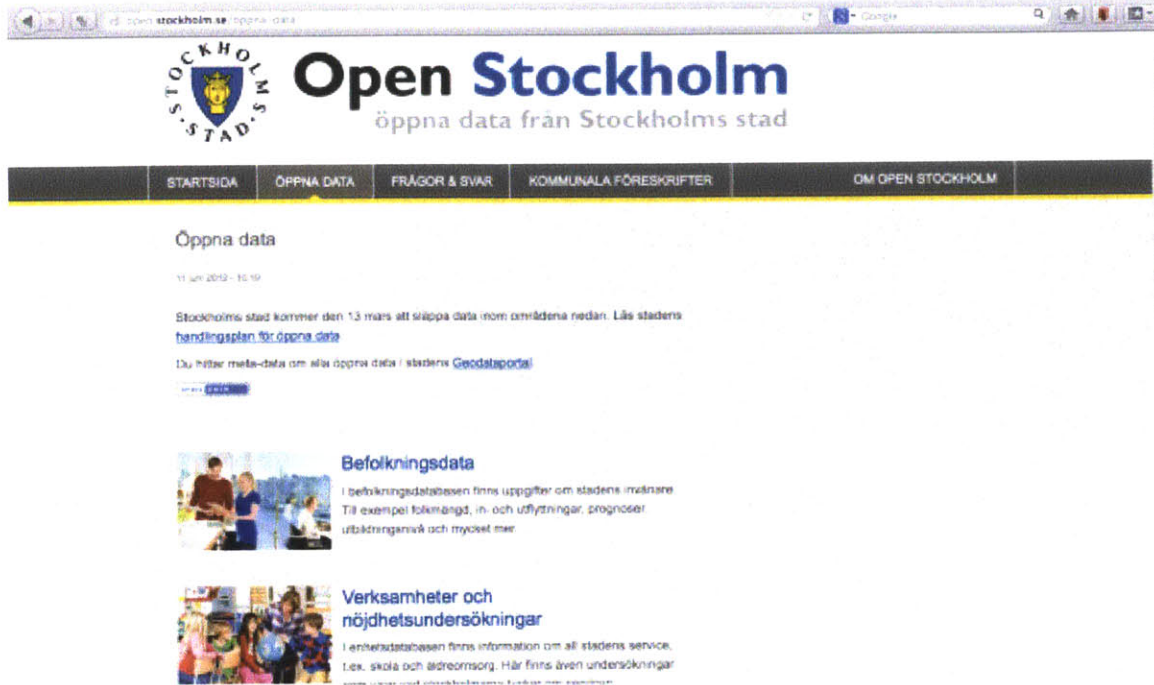 open.stockholm.se/oppna-data
Google
STOCKHOLMS STAD
Open Stockholm
öppna data från Stockholms stad
STARTSIDA ÖPPNA DATA FRÅGOR & SVAR KOMMUNALA FÖRESKRIFTER OM OPEN STOCKHOLM
Öppna data
Stockholms stad kommer den 13 mars att släppa data inom områdena nedan. Läs stadens
handlingsplan för öppna data
Du hittar meta-data om alla öppna data i stadens Geodataportal.
Befolkningsdata
I befolkningsdatabasen finns uppgifter om stadens invånare.
Till exempel folkmängd, in- och utflyttningar, prognoser
utbildningsnivå och mycket mer.
Verksamheter och
nöjdhetsundersökningar
I enhetsdatabasen finns information om all stadens service,
t.ex. skola och äldreomsorg. Här finns även undersökningar